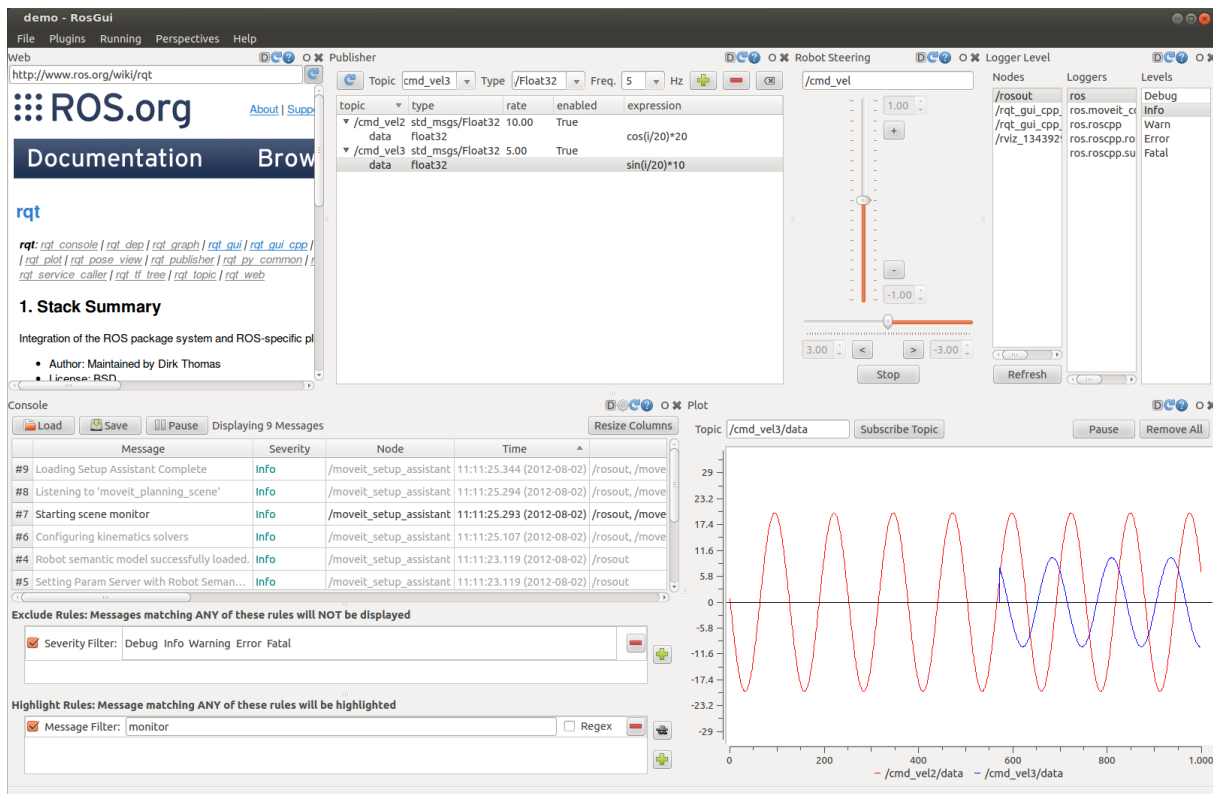 demo - RosGui
File Plugins Running Perspectives Help
Web
http://www.ros.org/wiki/rqt
ROS.org
About | Suppo
Documentation Brow
rqt
rqt: rqt_console | rqt_dep | rqt_graph | rqt_gui | rqt_gui_cpp |
| rqt_plot | rqt_pose_view | rqt_publisher | rqt_py_common |
rqt_service_caller | rqt_tf_tree | rqt_topic | rqt_web
1. Stack Summary
Integration of the ROS package system and ROS-specific pl
• Author: Maintained by Dirk Thomas
• License: BSD
Publisher
Topic cmd_vel3 Type /Float32 Freq. 5 Hz
topic type rate enabled expression
/cmd_vel2 std_msgs/Float32 10.00 True
data float32 cos(i/20)*20
/cmd_vel3 std_msgs/Float32 5.00 True
data float32 sin(i/20)*10
Robot Steering
/cmd_vel
1.00
+
-
-1.00
3.00 < > -3.00
Stop
Logger Level
Nodes Loggers Levels
/rosout ros Debug
/rqt_gui_cpp_ ros.moveit_co Info
/rqt_gui_cpp_ ros.roscpp Warn
/rviz_1343929 ros.roscpp.ro Error
ros.roscpp.su Fatal
Refresh
Console
Load Save Pause Displaying 9 Messages Resize Columns
Message Severity Node Time
#9 Loading Setup Assistant Complete Info /moveit_setup_assistant 11:11:25.344 (2012-08-02) /rosout, /move
#8 Listening to 'moveit_planning_scene' Info /moveit_setup_assistant 11:11:25.294 (2012-08-02) /rosout, /move
#7 Starting scene monitor Info /moveit_setup_assistant 11:11:25.293 (2012-08-02) /rosout, /move
#6 Configuring kinematics solvers Info /moveit_setup_assistant 11:11:25.107 (2012-08-02) /rosout, /move
#4 Robot semantic model successfully loaded. Info /moveit_setup_assistant 11:11:23.119 (2012-08-02) /rosout
#5 Setting Param Server with Robot Seman... Info /moveit_setup_assistant 11:11:23.119 (2012-08-02) /rosout
Exclude Rules: Messages matching ANY of these rules will NOT be displayed
Severity Filter: Debug Info Warning Error Fatal
Highlight Rules: Message matching ANY of these rules will be highlighted
Message Filter: monitor Regex
Plot
Topic /cmd_vel3/data Subscribe Topic Pause Remove All
29
23.2
17.4
11.6
5.8
0
-5.8
-11.6
-17.4
-23.2
-29
0 200 400 600 800 1.000
/cmd_vel2/data /cmd_vel3/data